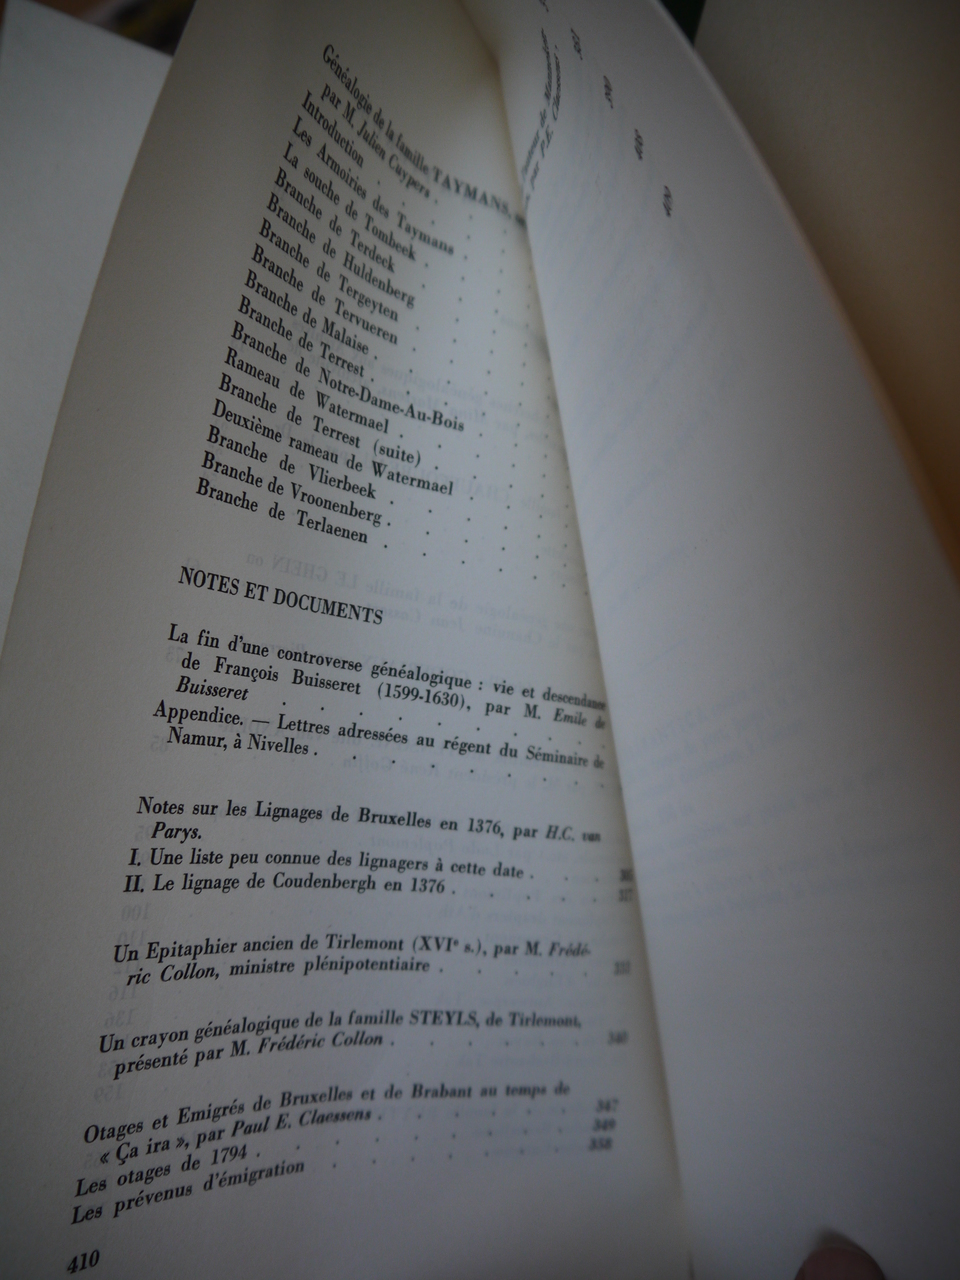 Généalogie de la famille TAYMANS,
par M. Julien Cuypers .
Introduction .
Les Armoiries des Taymans
La souche de Tombeek .
Branche de Terdeck
Branche de Huldenberg
Branche de Tergeyten
Branche de Tervueren
Branche de Malaise .
Branche de Terrest .
Branche de Notre-Dame-Au-Bois
Rameau de Watermael .
Branche de Terrest (suite) .
Deuxième rameau de Watermael
Branche de Vlierbeek
Branche de Vroonenberg .
Branche de Terlaenen
NOTES ET DOCUMENTS
La fin d'une controverse généalogique : vie et descendance
de François Buisseret (1599-1630), par M. Emile de
Buisseret
Appendice. — Lettres adressées au régent du Séminaire de
Namur, à Nivelles .
Notes sur les Lignages de Bruxelles en 1376, par H.C. van
Parys.
I. Une liste peu connue des lignagers à cette date .
II. Le lignage de Coudenbergh en 1376 .
Un Epitaphier ancien de Tirlemont (XVIe s.), par M. Frédé-
ric Collon, ministre plénipotentiaire .
Un crayon généalogique de la famille STEYLS, de Tirlemont,
présenté par M. Frédéric Collon . 340
Otages et Emigrés de Bruxelles et de Brabant au temps de
« Ça ira », par Paul E. Claessens . 347
Les otages de 1794 . 349
Les prévenus d'émigration 358
410